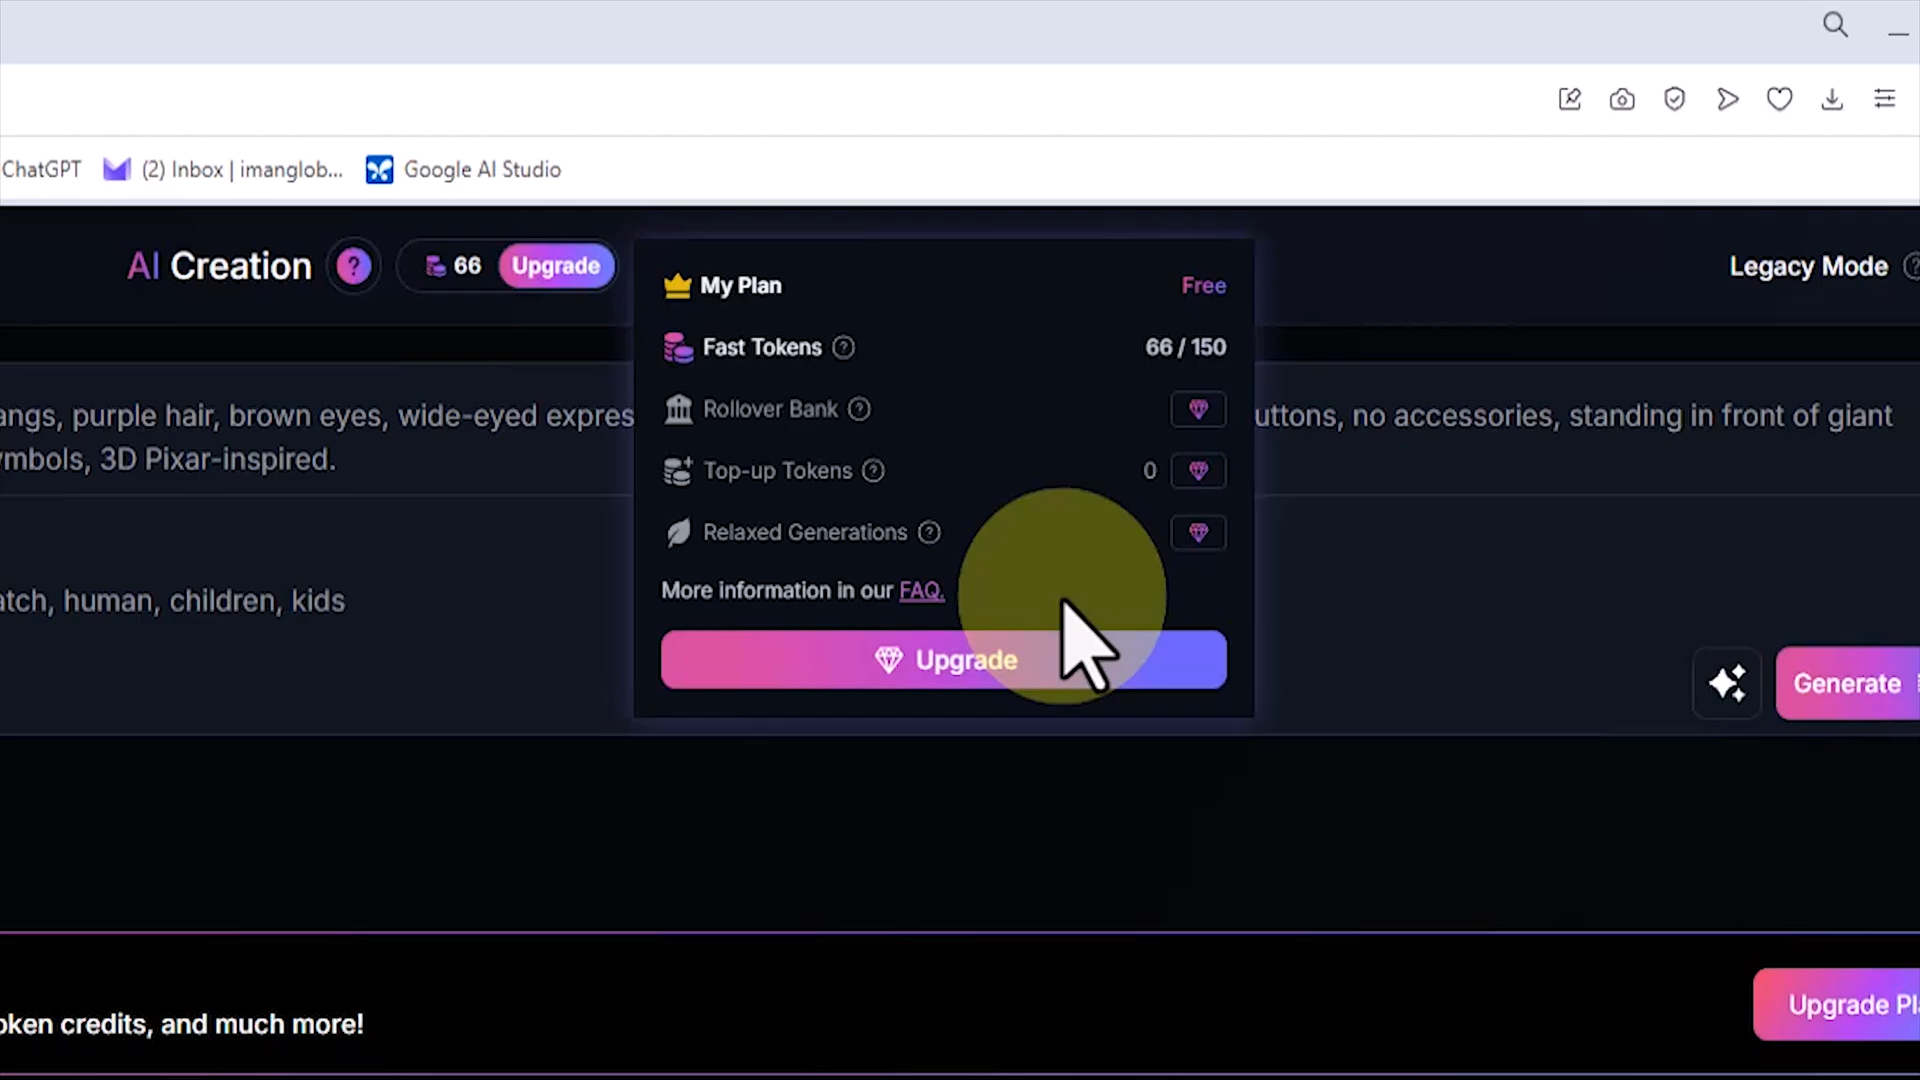 ChatGPT (2) Inbox | imanglob... Google AI Studio
AI Creation ? 66 Upgrade
Legacy Mode ?
My Plan Free
Fast Tokens ? 66 / 150
Rollover Bank ?
Top-up Tokens ? 0
Relaxed Generations ?
More information in our FAQ.
Upgrade
angs, purple hair, brown eyes, wide-eyed expres uttons, no accessories, standing in front of giant
ymbols, 3D Pixar-inspired.
atch, human, children, kids
Generate
oken credits, and much more!
Upgrade Pla